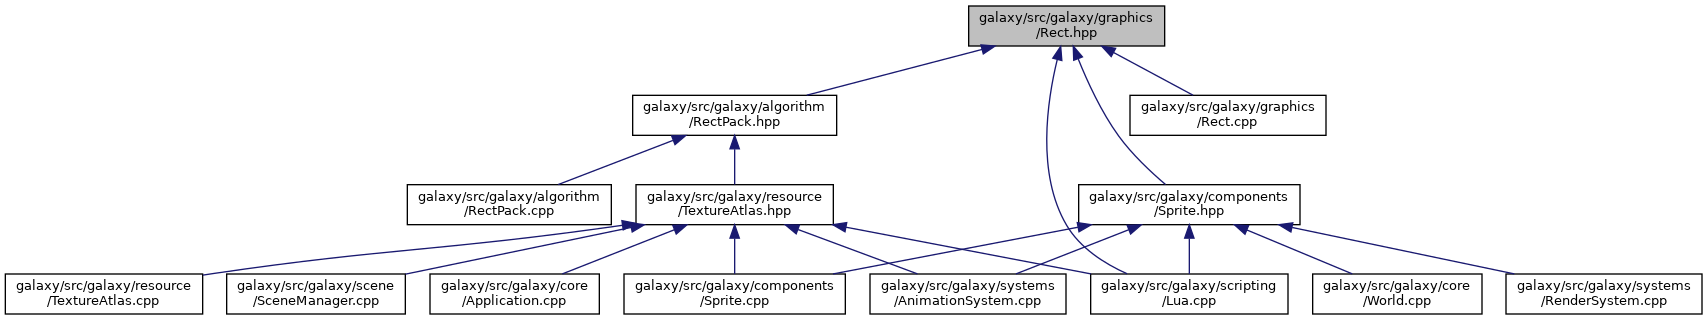 galaxy/src/galaxy/graphics
/Rect.hpp
galaxy/src/galaxy/algorithm
/RectPack.hpp
galaxy/src/galaxy/graphics
/Rect.cpp
galaxy/src/galaxy/algorithm
/RectPack.cpp
galaxy/src/galaxy/resource
/TextureAtlas.hpp
galaxy/src/galaxy/components
/Sprite.hpp
galaxy/src/galaxy/resource
/TextureAtlas.cpp
galaxy/src/galaxy/scene
/SceneManager.cpp
galaxy/src/galaxy/core
/Application.cpp
galaxy/src/galaxy/components
/Sprite.cpp
galaxy/src/galaxy/systems
/AnimationSystem.cpp
galaxy/src/galaxy/scripting
/Lua.cpp
galaxy/src/galaxy/core
/World.cpp
galaxy/src/galaxy/systems
/RenderSystem.cpp